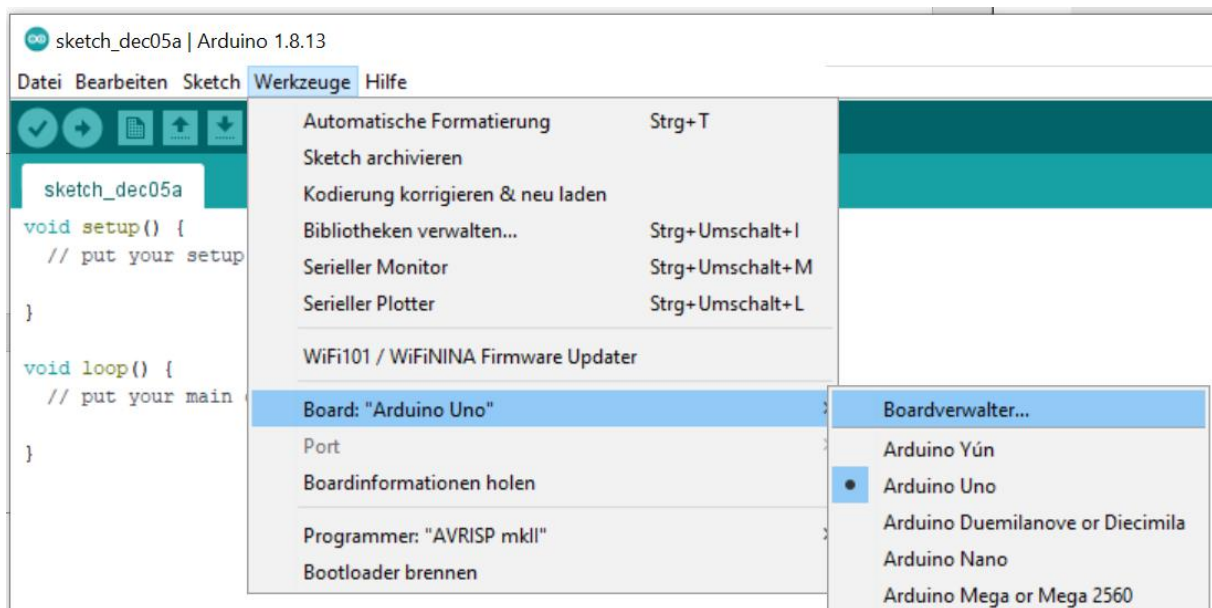 sketch_dec05a | Arduino 1.8.13
Datei Bearbeiten Sketch Werkzeuge Hilfe
sketch_dec05a
void setup() {
// put your setup
}
void loop() {
// put your main
}
Automatische Formatierung Strg+T
Sketch archivieren
Kodierung korrigieren & neu laden
Bibliotheken verwalten... Strg+Umschalt+I
Serieller Monitor Strg+Umschalt+M
Serieller Plotter Strg+Umschalt+L
WiFi101 / WiFiNINA Firmware Updater
Board: "Arduino Uno"
Port
Boardinformationen holen
Programmer: "AVRISP mkII"
Bootloader brennen
Boardverwalter...
Arduino Yún
Arduino Uno
Arduino Duemilanove or Diecimila
Arduino Nano
Arduino Mega or Mega 2560